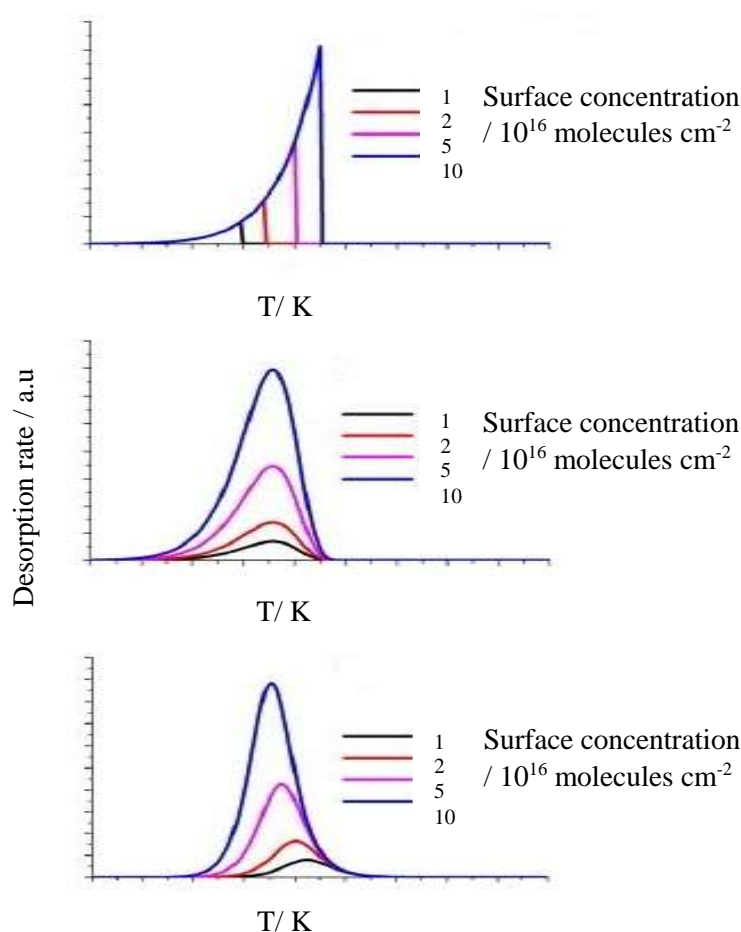 1 Surface concentration
2 / 10¹⁶ molecules cm⁻²
5
10
T/ K
Desorption rate / a.u
1 Surface concentration
2 / 10¹⁶ molecules cm⁻²
5
10
T/ K
1 Surface concentration
2 / 10¹⁶ molecules cm⁻²
5
10
T/ K